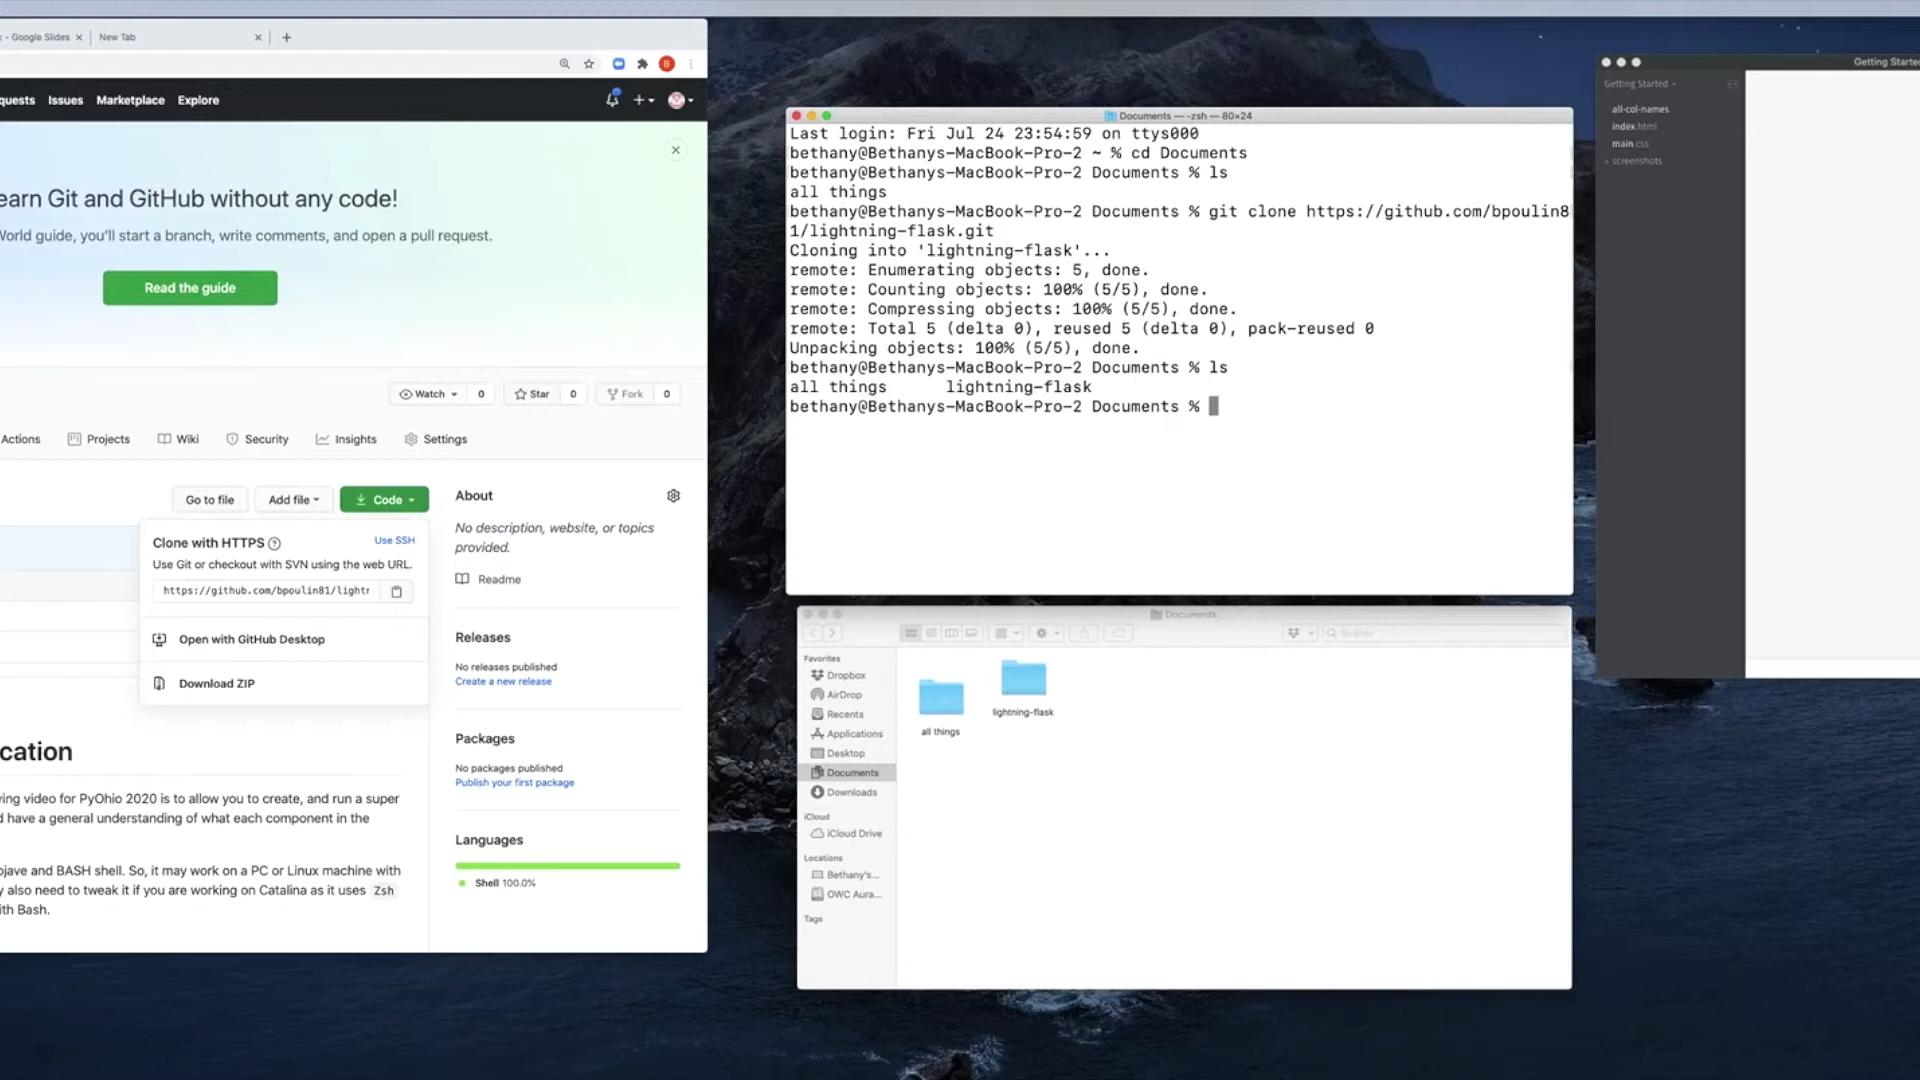 - Google Slides
New Tab
quests Issues Marketplace Explore
B
earn Git and GitHub without any code!
World guide, you'll start a branch, write comments, and open a pull request.
Read the guide
Watch 0 Star 0 Fork 0
Actions Projects Wiki Security Insights Settings
Go to file Add file Code
Clone with HTTPS Use SSH
Use Git or checkout with SVN using the web URL.
https://github.com/bpoulin81/light
Open with GitHub Desktop
Download ZIP
About
No description, website, or topics
provided.
Readme
Releases
No releases published
Create a new release
Packages
No packages published
Publish your first package
Languages
Shell 100.0%
cation
ying video for PyOhio 2020 is to allow you to create, and run a super
d have a general understanding of what each component in the
ojave and BASH shell. So, it may work on a PC or Linux machine with
y also need to tweak it if you are working on Catalina as it uses Zsh
ith Bash.
Documents — -zsh — 80×24
Last login: Fri Jul 24 23:54:59 on ttys000
bethany@Bethanys-MacBook-Pro-2 ~ % cd Documents
bethany@Bethanys-MacBook-Pro-2 Documents % ls
all things
bethany@Bethanys-MacBook-Pro-2 Documents % git clone https://github.com/bpoulin8
1/lightning-flask.git
Cloning into 'lightning-flask'...
remote: Enumerating objects: 5, done.
remote: Counting objects: 100% (5/5), done.
remote: Compressing objects: 100% (5/5), done.
remote: Total 5 (delta 0), reused 5 (delta 0), pack-reused 0
Unpacking objects: 100% (5/5), done.
bethany@Bethanys-MacBook-Pro-2 Documents % ls
all things lightning-flask
bethany@Bethanys-MacBook-Pro-2 Documents %
Documents
Search
Favorites
Dropbox
AirDrop
Recents
Applications
Desktop
Documents
Downloads
iCloud
iCloud Drive
Locations
Bethany's...
OWC Aura...
Tags
all things
lightning-flask
Getting Starte
Getting Started
all-col-names
index.html
main.css
screenshots